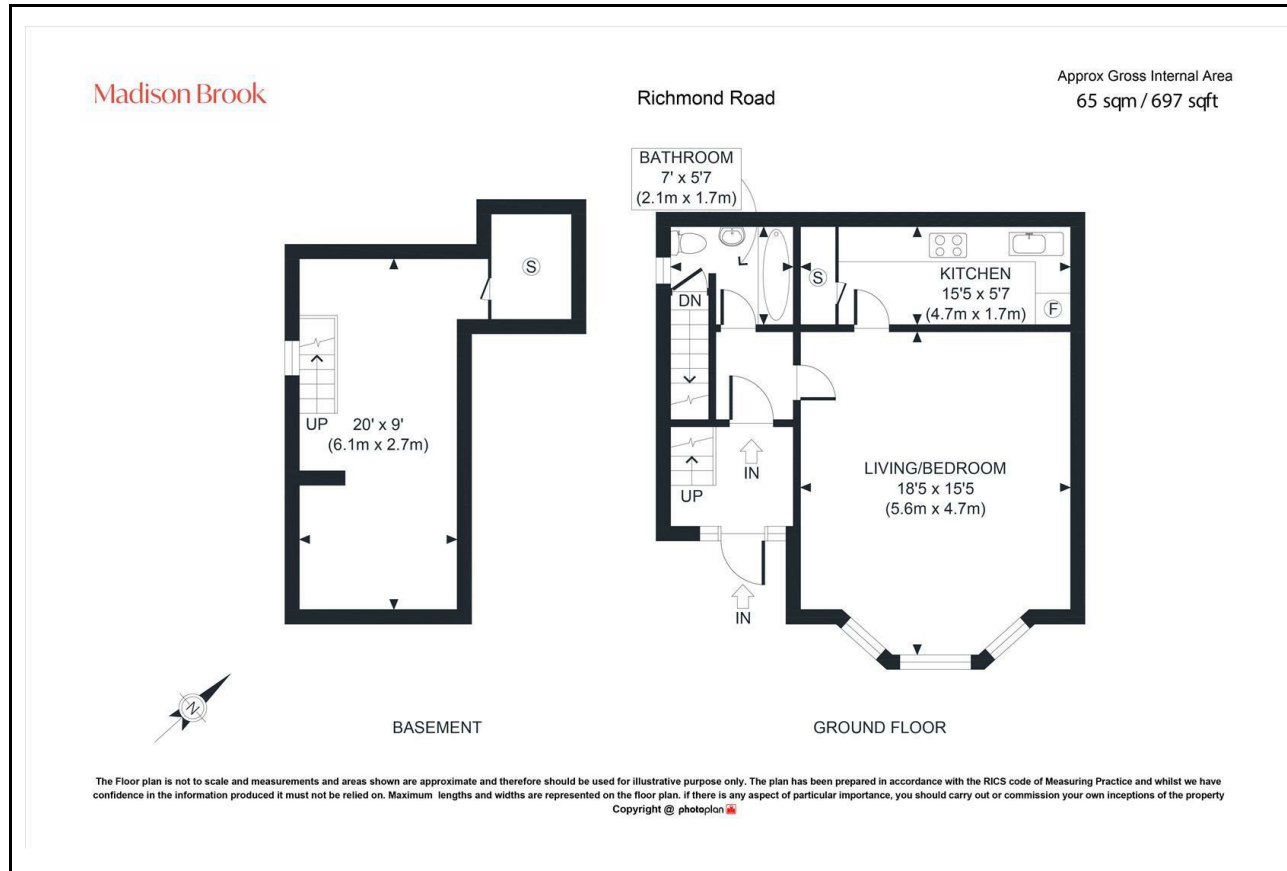 Madison Brook
Richmond Road
Approx Gross Internal Area
65 sqm / 697 sqft
BATHROOM
7' x 5'7
(2.1m x 1.7m)
S
UP
20' x 9'
(6.1m x 2.7m)
DN
S
KITCHEN
15'5 x 5'7
(4.7m x 1.7m)
F
UP
IN
IN
LIVING/BEDROOM
18'5 x 15'5
(5.6m x 4.7m)
N
BASEMENT
GROUND FLOOR
The Floor plan is not to scale and measurements and areas shown are approximate and therefore should be used for illustrative purpose only. The plan has been prepared in accordance with the RICS code of Measuring Practice and whilst we have
confidence in the information produced it must not be relied on. Maximum lengths and widths are represented on the floor plan. if there is any aspect of particular importance, you should carry out or commission your own inceptions of the property
Copyright @ photoplan